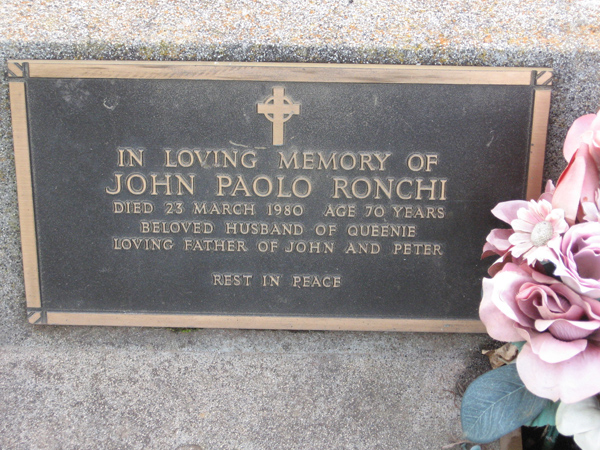 IN LOVING MEMORY OF
JOHN PAOLO RONCHI
DIED 23 MARCH 1980 AGE 70 YEARS
BELOVED HUSBAND OF QUEENIE
LOVING FATHER OF JOHN AND PETER
REST IN PEACE